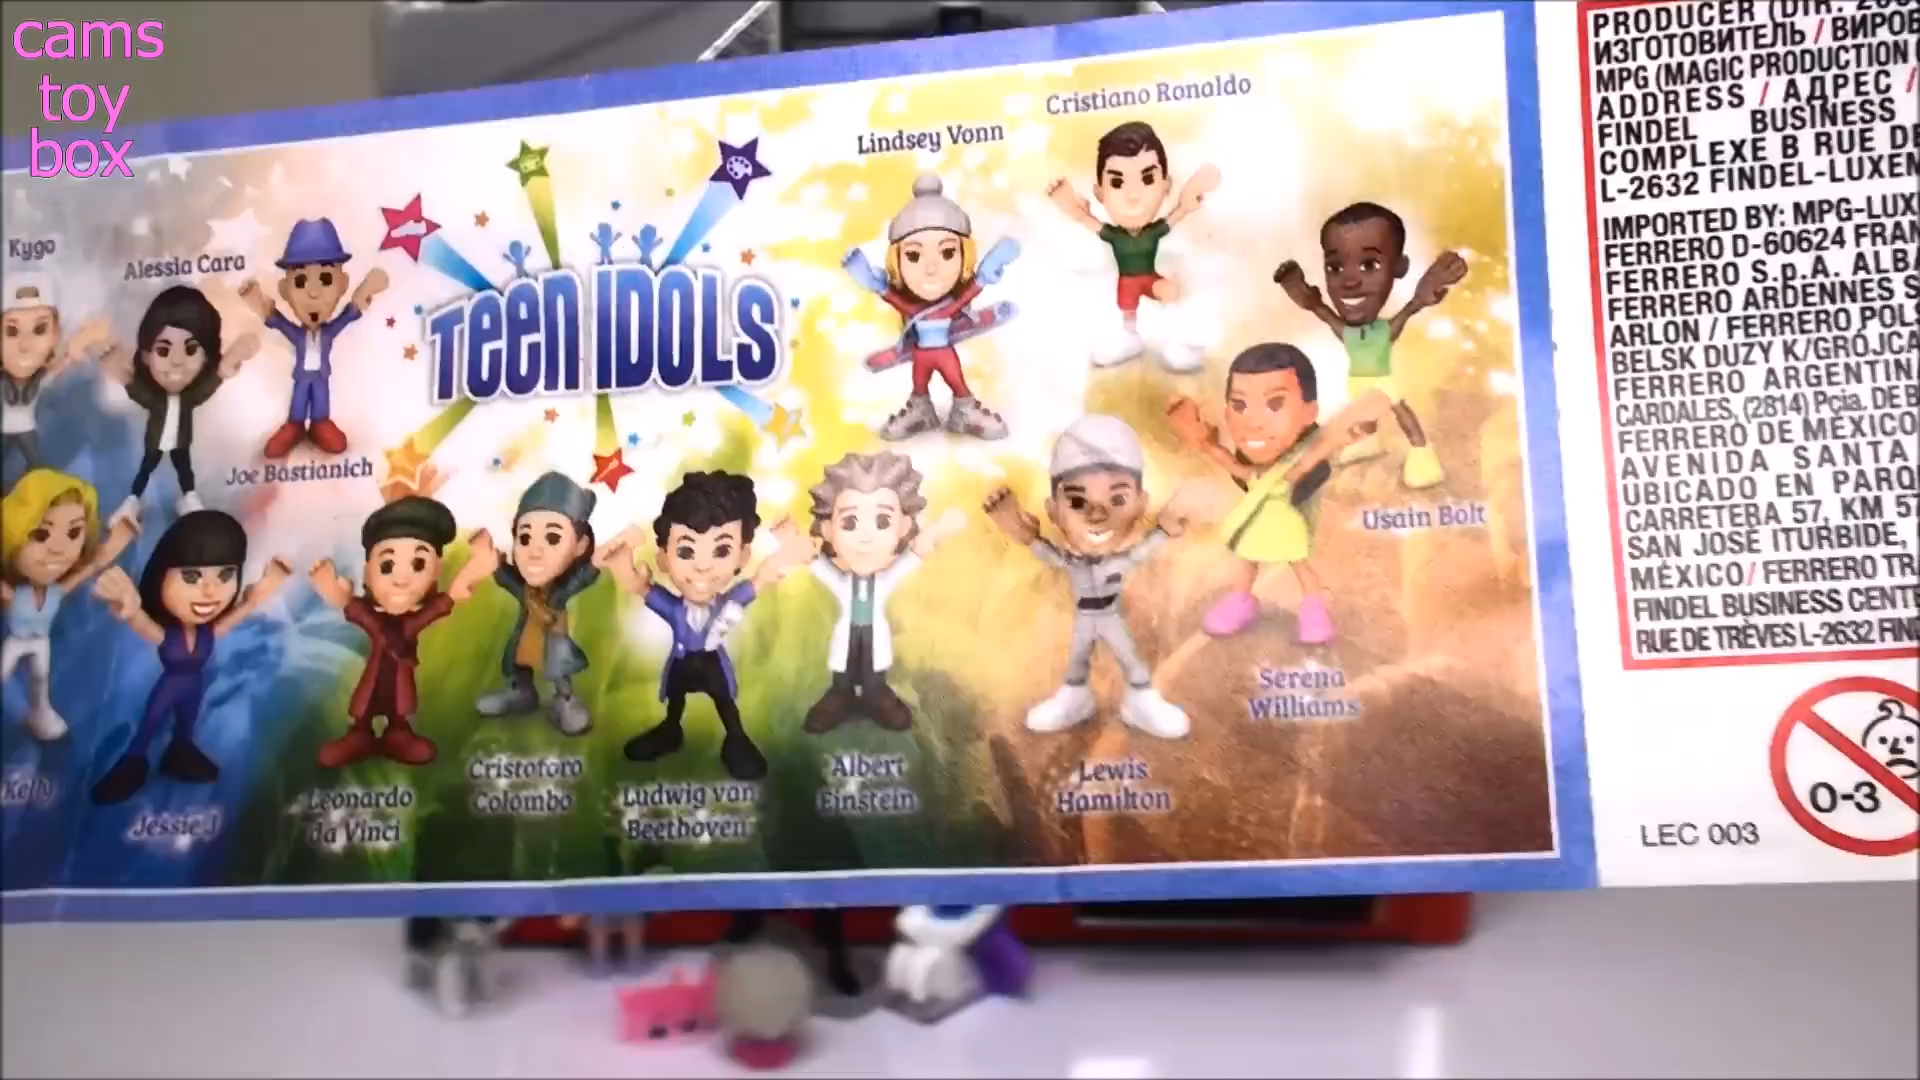 cams
toy
box
Kygo
Alessia Cara
Joe Bastianich
TEEN IDOLS
Lindsey Vonn
Cristiano Ronaldo
Usain Bolt
Serena
Williams
Kelly
Jessie J
Leonardo
da Vinci
Cristoforo
Colombo
Ludwig van
Beethoven
Albert
Einstein
Lewis
Hamilton
PRODUCER (DIR.
ИЗГОТОВИТЕЛЬ / ВИРОБ
MPG (MAGIC PRODUCTION
ADDRESS / АДРЕС /
FINDEL BUSINESS
COMPLEXE B RUE DE
L-2632 FINDEL-LUXEM
IMPORTED BY: MPG-LUX
FERRERO D-60624 FRAN
FERRERO S.p.A. ALBA
FERRERO ARDENNES S
ARLON / FERRERO POLS
BELSK DUZY K/GRÓJCA
FERRERO ARGENTINA
CARDALES, (2814) Pcia. DE B
FERRERO DE MÉXICO
AVENIDA SANTA
UBICADO EN PARQ
CARRETERA 57, KM 57
SAN JOSÉ ITURBIDE,
MÉXICO/ FERRERO TRA
FINDEL BUSINESS CENT
RUE DE TRÈVES L-2632 FIND
LEC 003
0-3